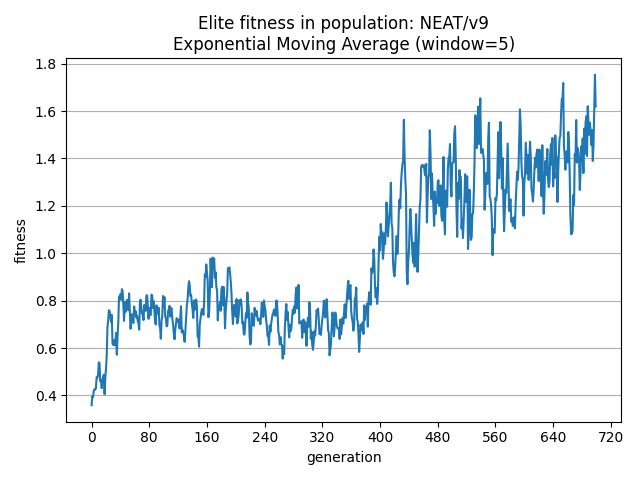 Elite fitness in population: NEAT/v9
Exponential Moving Average (window=5)
1.8
1.6
1.4
1.2
1.0
0.8
0.6
0.4
fitness
0 80 160 240 320 400 480 560 640 720
generation